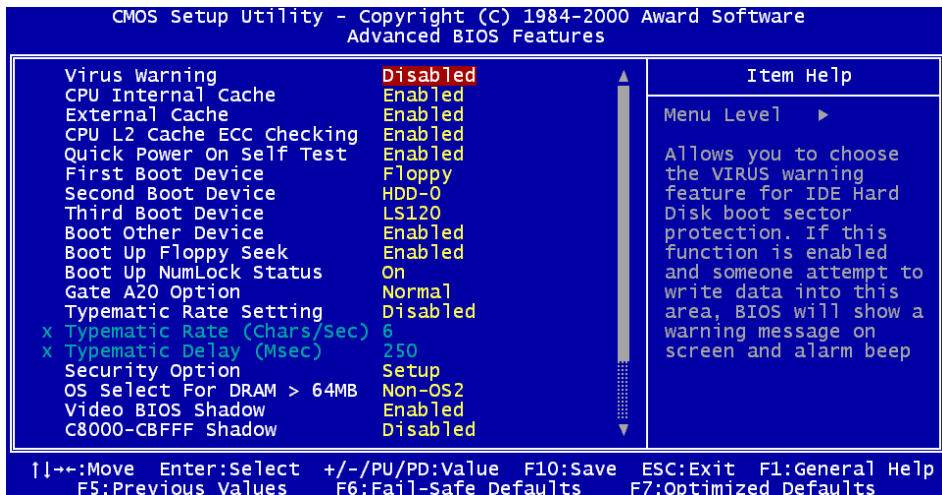 CMOS Setup Utility - Copyright (C) 1984-2000 Award Software
Advanced BIOS Features
Virus Warning Disabled
CPU Internal Cache Enabled
External Cache Enabled
CPU L2 Cache ECC Checking Enabled
Quick Power On Self Test Enabled
First Boot Device Floppy
Second Boot Device HDD-0
Third Boot Device LS120
Boot Other Device Enabled
Boot Up Floppy Seek Enabled
Boot Up NumLock Status On
Gate A20 Option Normal
Typematic Rate Setting Disabled
x Typematic Rate (Chars/Sec) 6
x Typematic Delay (Msec) 250
Security Option Setup
OS Select For DRAM > 64MB Non-OS2
Video BIOS Shadow Enabled
C8000-CBFFF Shadow Disabled
Item Help
Menu Level ▶
Allows you to choose
the VIRUS warning
feature for IDE Hard
Disk boot sector
protection. If this
function is enabled
and someone attempt to
write data into this
area, BIOS will show a
warning message on
screen and alarm beep
↑↓→←:Move Enter:Select +/-/PU/PD:Value F10:Save ESC:Exit F1:General Help
F5:Previous Values F6:Fail-Safe Defaults F7:Optimized Defaults